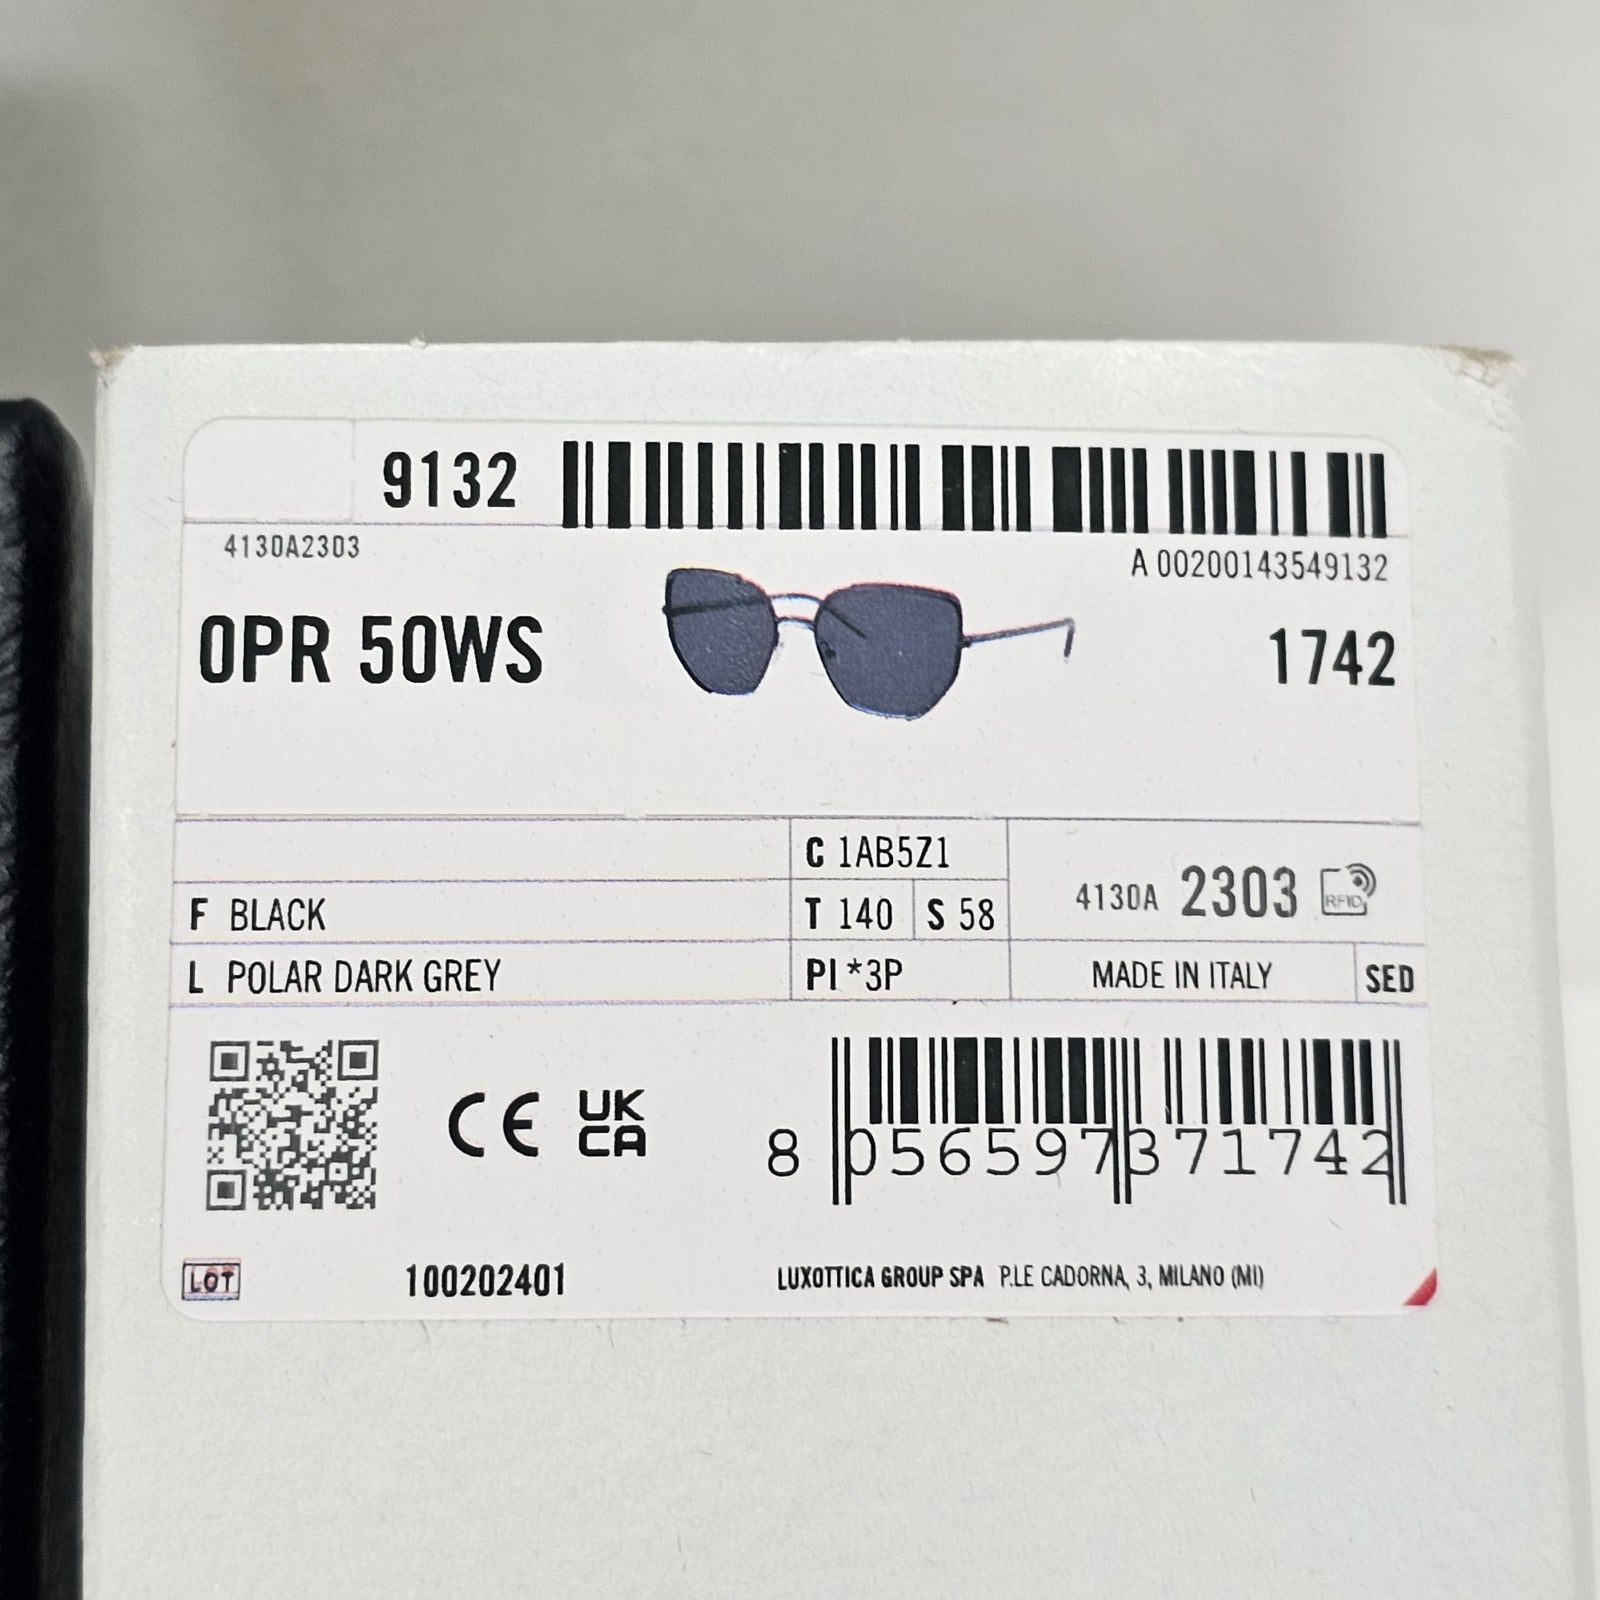 9132
4130A2303
A 00200143549132
0PR 50WS
1742
C 1AB5Z1
F BLACK
T 140
S 58
4130A 2303
RFID
L POLAR DARK GREY
PI *3P
MADE IN ITALY
SED
CE
UK
CA
8 056597 371742
LOT
100202401
LUXOTTICA GROUP SPA P.LE CADORNA, 3, MILANO (MI)